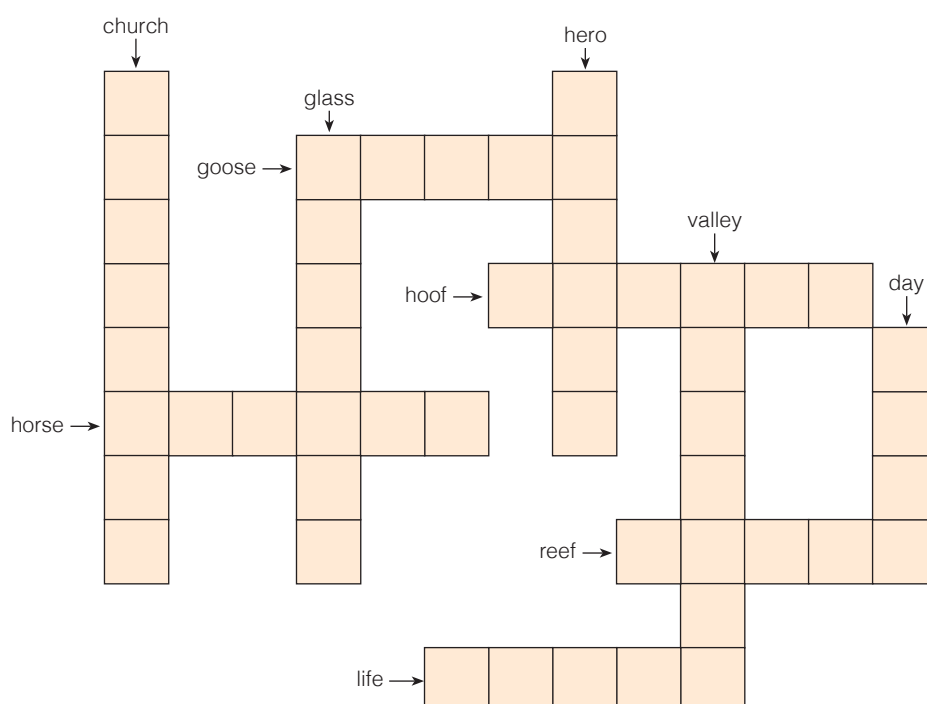 church
hero
glass
goose
valley
day
hoof
horse
reef
life